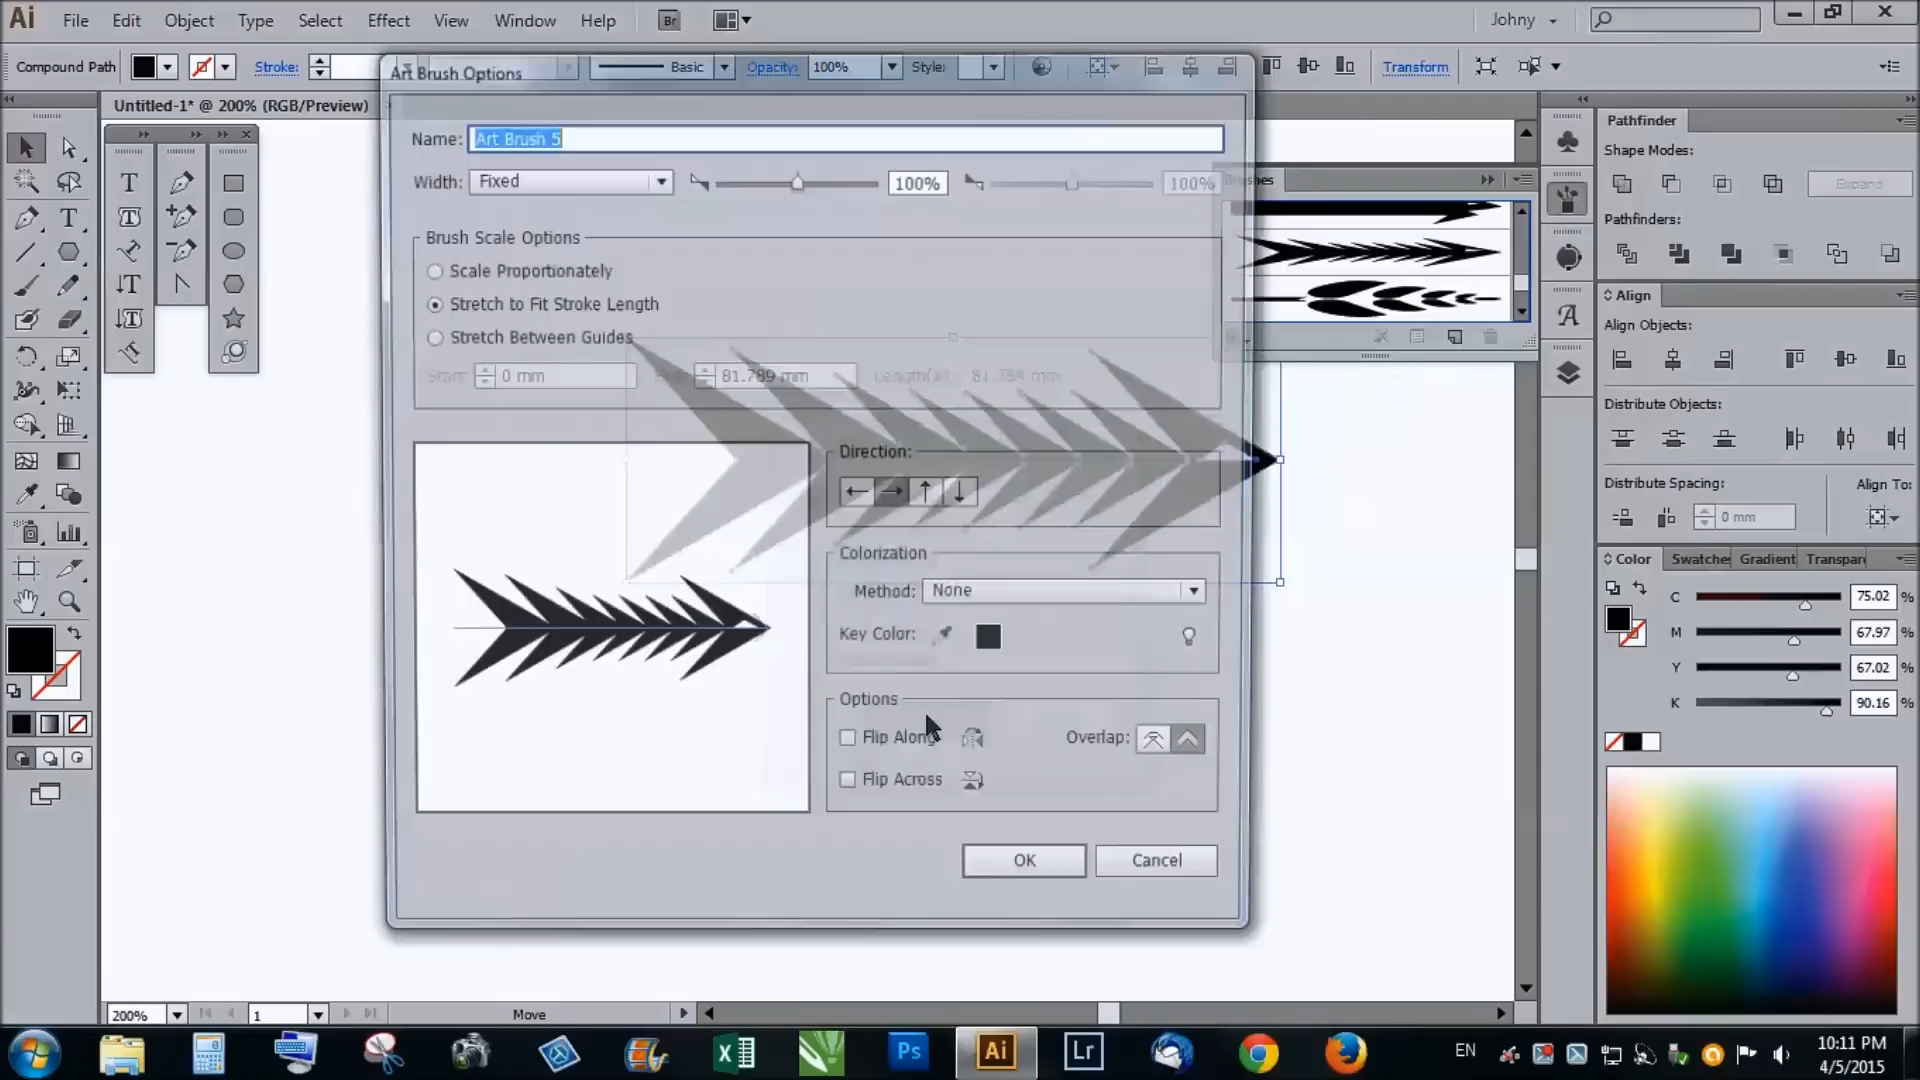 Ai File Edit Object Type Select Effect View Window Help Br Johny
Compound Path Stroke: Basic Opacity: 100% Style: Transform
Untitled-1* @ 200% (RGB/Preview)
Art Brush Options
Name: Art Brush 5
Width: Fixed 100% 100%
Brush Scale Options
Scale Proportionately
Stretch to Fit Stroke Length
Stretch Between Guides
Start: 0 mm 81.789 mm
Direction:
Colorization
Method: None
Key Color:
Options
Flip Along Overlap:
Flip Across
OK Cancel
Pathfinder
Shape Modes:
Expand
Pathfinders:
Align
Align Objects:
Distribute Objects:
Distribute Spacing: Align To:
0 mm
Color Swatches Gradient Transpar
C 75.02 %
M 67.97 %
Y 67.02 %
K 90.16 %
200% 1 Move
Ps Ai Lr EN 10:11 PM
4/5/2015